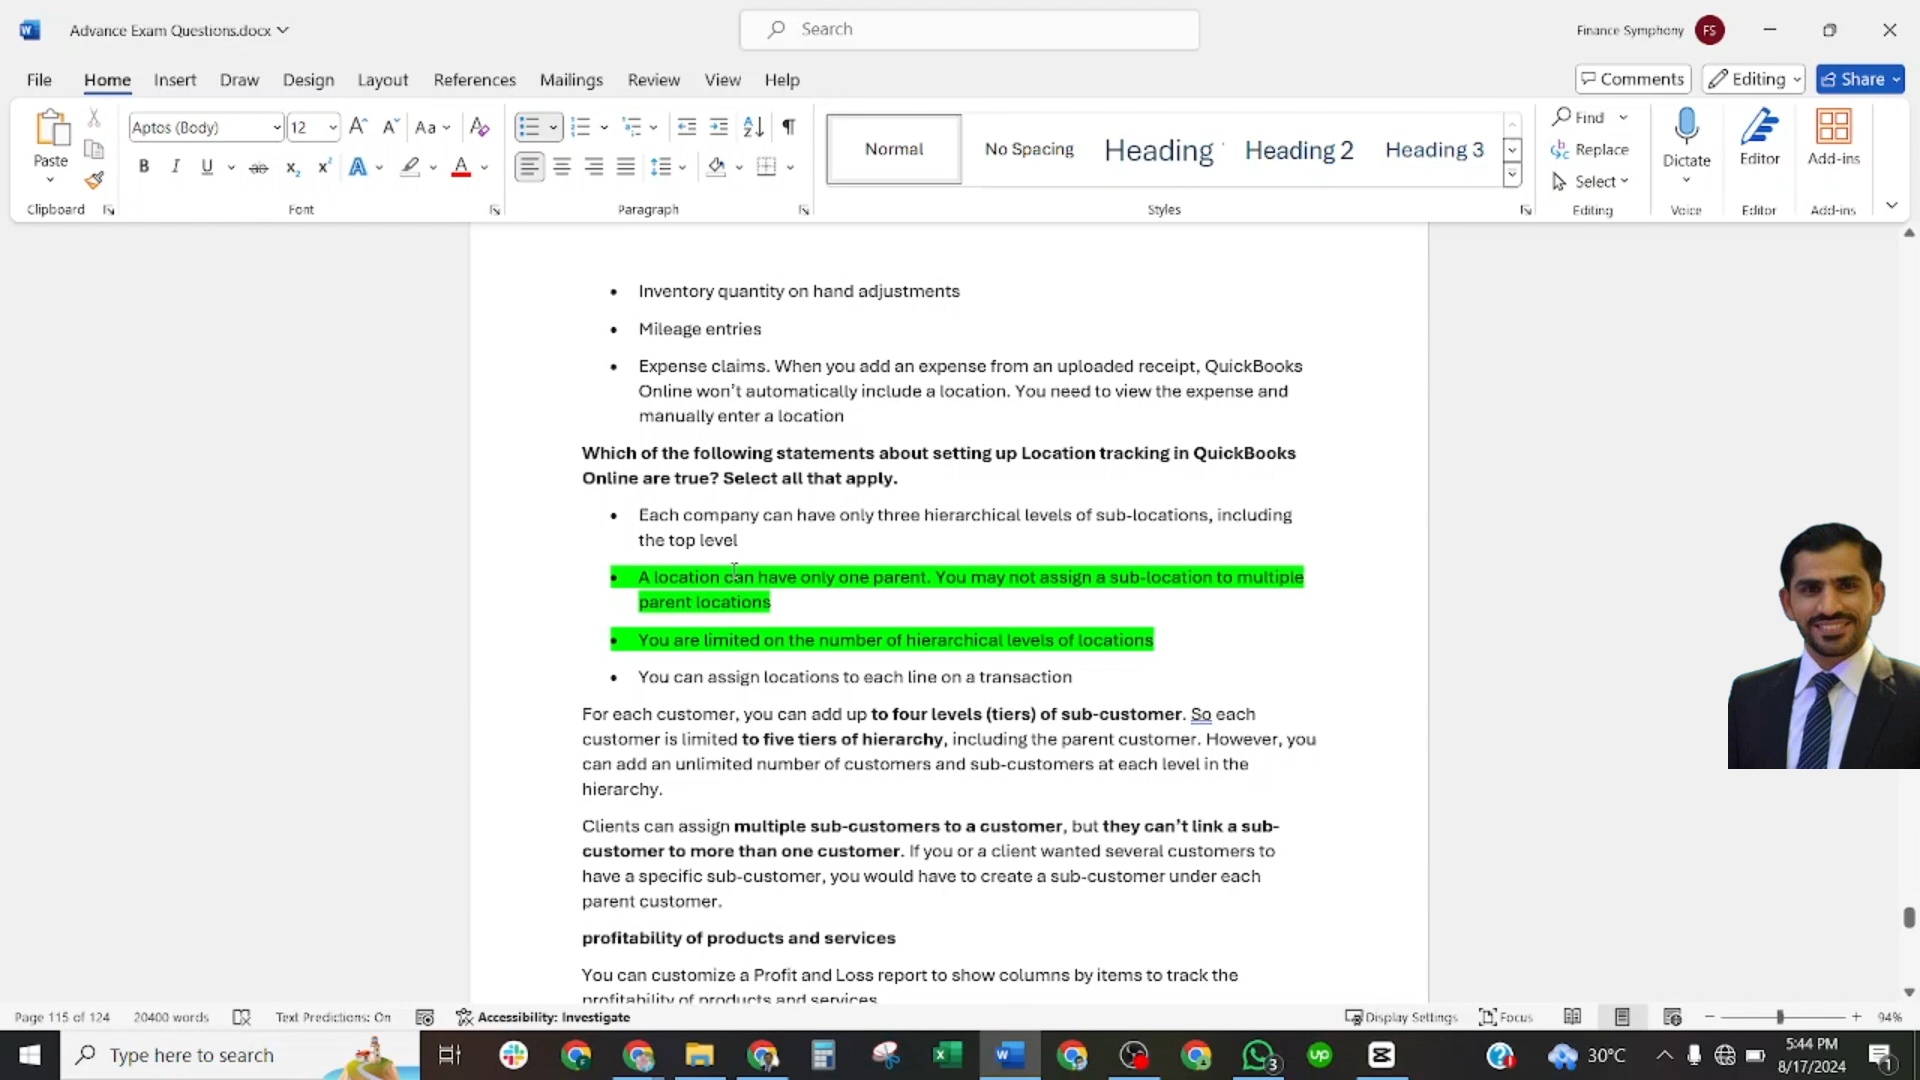 Advance Exam Questions.docx
Search
Finance Symphony
FS
File
Home
Insert
Draw
Design
Layout
References
Mailings
Review
View
Help
Comments
Editing
Share
Paste
Clipboard
Aptos (Body)
12
Font
Paragraph
Normal
No Spacing
Heading
Heading 2
Heading 3
Styles
Find
Replace
Select
Editing
Dictate
Voice
Editor
Editor
Add-ins
Add-ins
• Inventory quantity on hand adjustments
• Mileage entries
• Expense claims. When you add an expense from an uploaded receipt, QuickBooks
Online won't automatically include a location. You need to view the expense and
manually enter a location
Which of the following statements about setting up Location tracking in QuickBooks
Online are true? Select all that apply.
• Each company can have only three hierarchical levels of sub-locations, including
the top level
• A location can have only one parent. You may not assign a sub-location to multiple
parent locations
• You are limited on the number of hierarchical levels of locations
• You can assign locations to each line on a transaction
For each customer, you can add up to four levels (tiers) of sub-customer. So each
customer is limited to five tiers of hierarchy, including the parent customer. However, you
can add an unlimited number of customers and sub-customers at each level in the
hierarchy.
Clients can assign multiple sub-customers to a customer, but they can't link a sub-
customer to more than one customer. If you or a client wanted several customers to
have a specific sub-customer, you would have to create a sub-customer under each
parent customer.
profitability of products and services
You can customize a Profit and Loss report to show columns by items to track the
profitability of products and services
Page 115 of 124
20400 words
Text Predictions: On
Accessibility: Investigate
Display Settings
Focus
94%
Type here to search
3
30°C
5:44 PM
8/17/2024
1